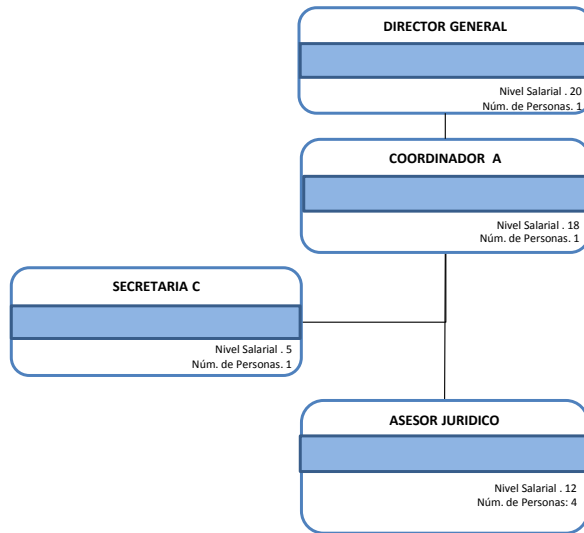 DIRECTOR GENERAL
Nivel Salarial . 20
Núm. de Personas. 1
COORDINADOR A
Nivel Salarial . 18
Núm. de Personas. 1
SECRETARIA C
Nivel Salarial . 5
Núm. de Personas. 1
ASESOR JURIDICO
Nivel Salarial . 12
Núm. de Personas: 4